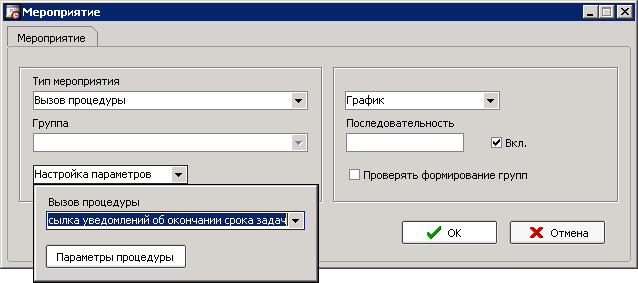 Мероприятие
Мероприятие
Тип мероприятия
Вызов процедуры
График
Группа
Последовательность
Вкл.
Настройка параметров
Проверять формирование групп
Вызов процедуры
сылка уведомлений об окончании срока задач
OK
Отмена
Параметры процедуры